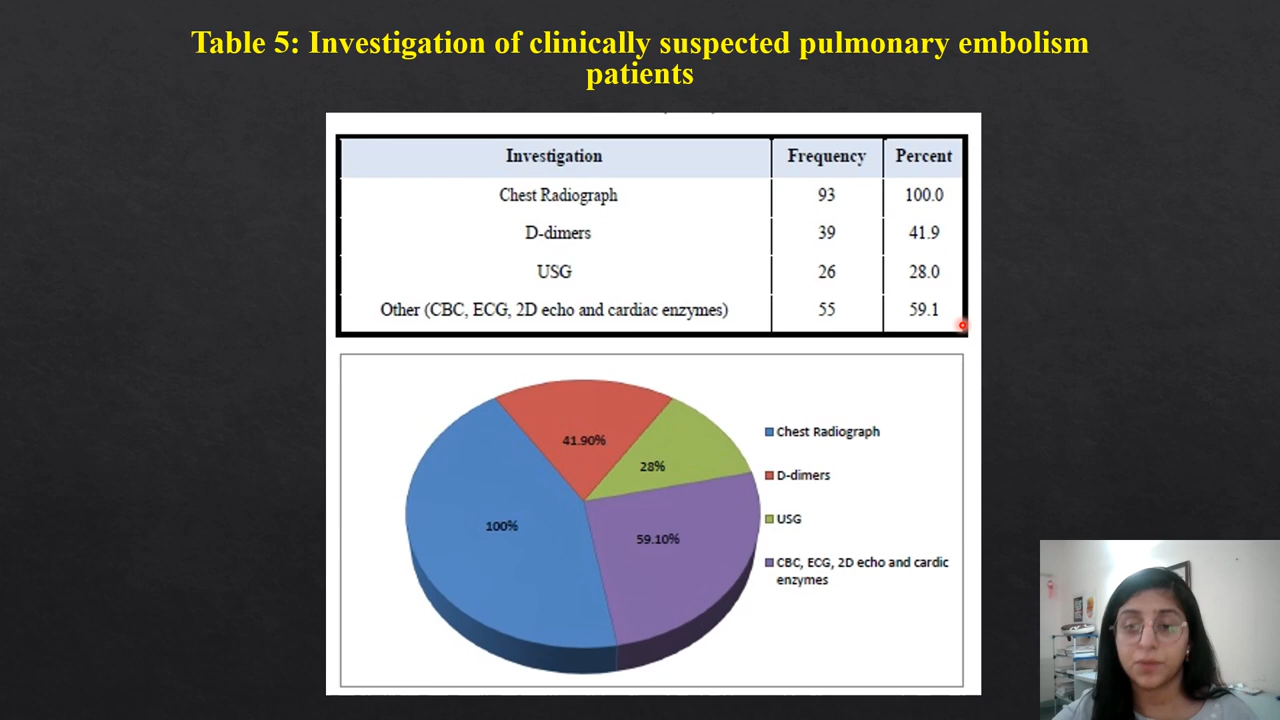 Table 5: Investigation of clinically suspected pulmonary embolism
patients
Investigation Frequency Percent
Chest Radiograph 93 100.0
D-dimers 39 41.9
USG 26 28.0
Other (CBC, ECG, 2D echo and cardiac enzymes) 55 59.1
41.90%
28%
100%
59.10%
Chest Radiograph
D-dimers
USG
CBC, ECG, 2D echo and cardic
enzymes